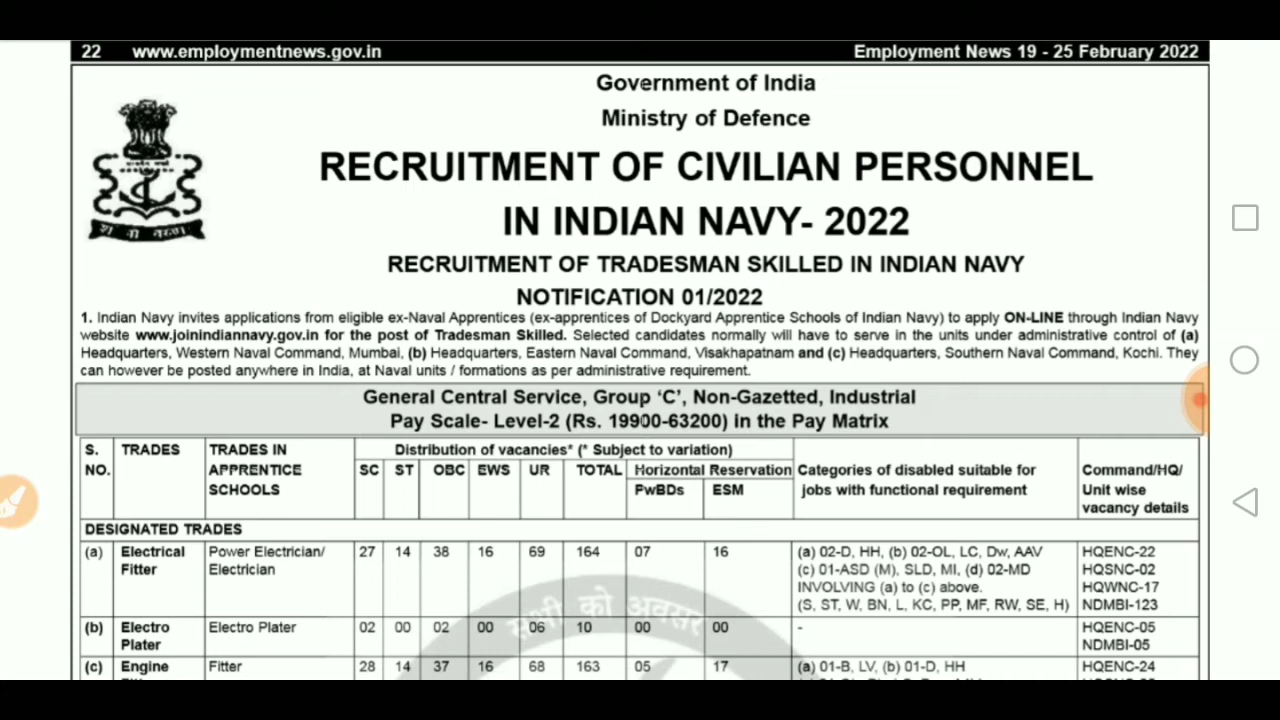 22 www.employmentnews.gov.in Employment News 19 - 25 February 2022
Government of India
Ministry of Defence
RECRUITMENT OF CIVILIAN PERSONNEL
IN INDIAN NAVY- 2022
RECRUITMENT OF TRADESMAN SKILLED IN INDIAN NAVY
NOTIFICATION 01/2022
1. Indian Navy invites applications from eligible ex-Naval Apprentices (ex-apprentices of Dockyard Apprentice Schools of Indian Navy) to apply ON-LINE through Indian Navy
website www.joinindiannavy.gov.in for the post of Tradesman Skilled. Selected candidates normally will have to serve in the units under administrative control of (a)
Headquarters, Western Naval Command, Mumbai, (b) Headquarters, Eastern Naval Command, Visakhapatnam and (c) Headquarters, Southern Naval Command, Kochi. They
can however be posted anywhere in India, at Naval units / formations as per administrative requirement.
General Central Service, Group ‘C’, Non-Gazetted, Industrial
Pay Scale- Level-2 (Rs. 19900-63200) in the Pay Matrix
S. TRADES TRADES IN Distribution of vacancies* (* Subject to variation)
NO. APPRENTICE SC ST OBC EWS UR TOTAL Horizontal Reservation Categories of disabled suitable for Command/HQ/
SCHOOLS PwBDs ESM jobs with functional requirement Unit wise
vacancy details
DESIGNATED TRADES
(a) Electrical Power Electrician/ 27 14 38 16 69 164 07 16 (a) 02-D, HH, (b) 02-OL, LC, Dw, AAV HQENC-22
Fitter Electrician (c) 01-ASD (M), SLD, MI, (d) 02-MD HQSNC-02
INVOLVING (a) to (c) above. HQWNC-17
(S, ST, W, BN, L, KC, PP, MF, RW, SE, H) NDMBI-123
सभी को अवसर
(b) Electro Electro Plater 02 00 02 00 06 10 00 00 - HQENC-05
Plater NDMBI-05
(c) Engine Fitter 28 14 37 16 68 163 05 17 (a) 01-B, LV, (b) 01-D, HH HQENC-24